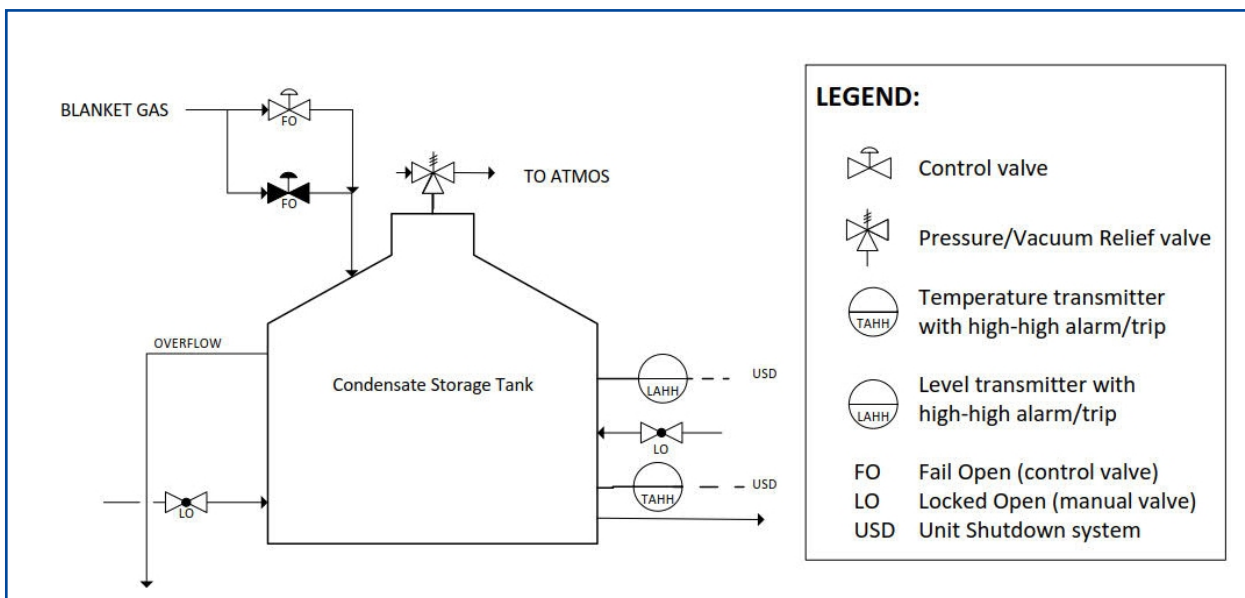 BLANKET GAS
FO
FO
TO ATMOS
OVERFLOW
Condensate Storage Tank
LAHH
USD
LO
TAHH
USD
LO
LEGEND:
Control valve
Pressure/Vacuum Relief valve
TAHH
Temperature transmitter
with high-high alarm/trip
LAHH
Level transmitter with
high-high alarm/trip
FO Fail Open (control valve)
LO Locked Open (manual valve)
USD Unit Shutdown system